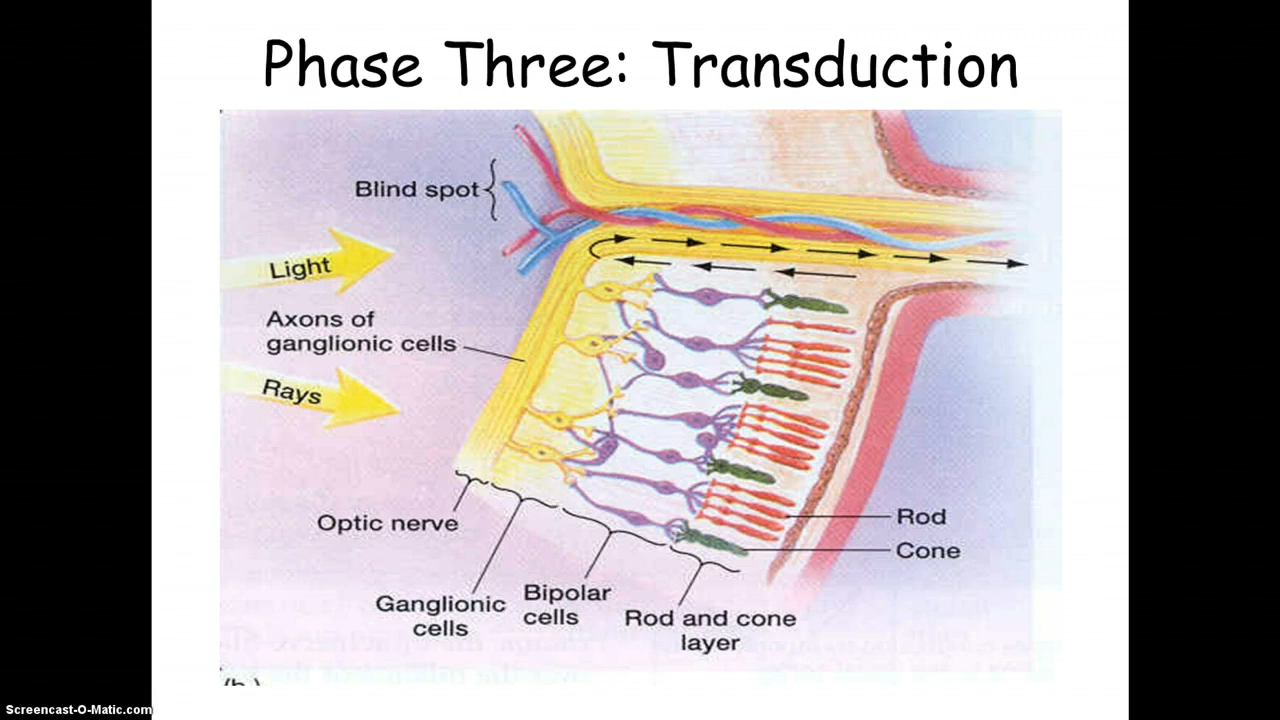 Phase Three: Transduction
Blind spot
Light
Axons of
ganglionic cells
Rays
Optic nerve
Ganglionic
cells
Bipolar
cells
Rod and cone
layer
Rod
Cone
Screencast-O-Matic.com